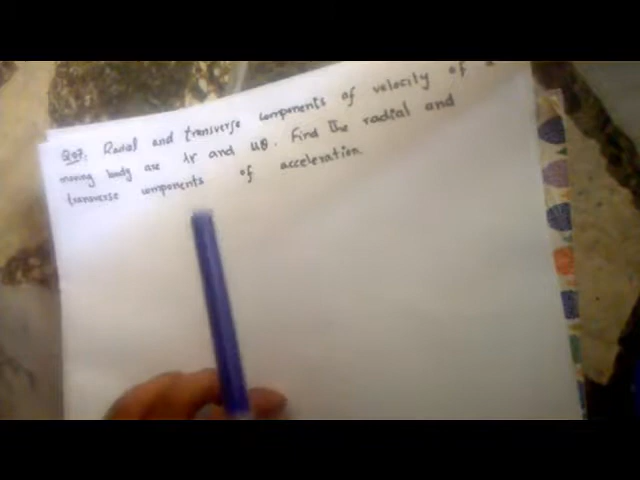 Q07: Radial and transverse components of velocity of a
moving body are λr and μθ. Find the radial and
transverse components of acceleration.